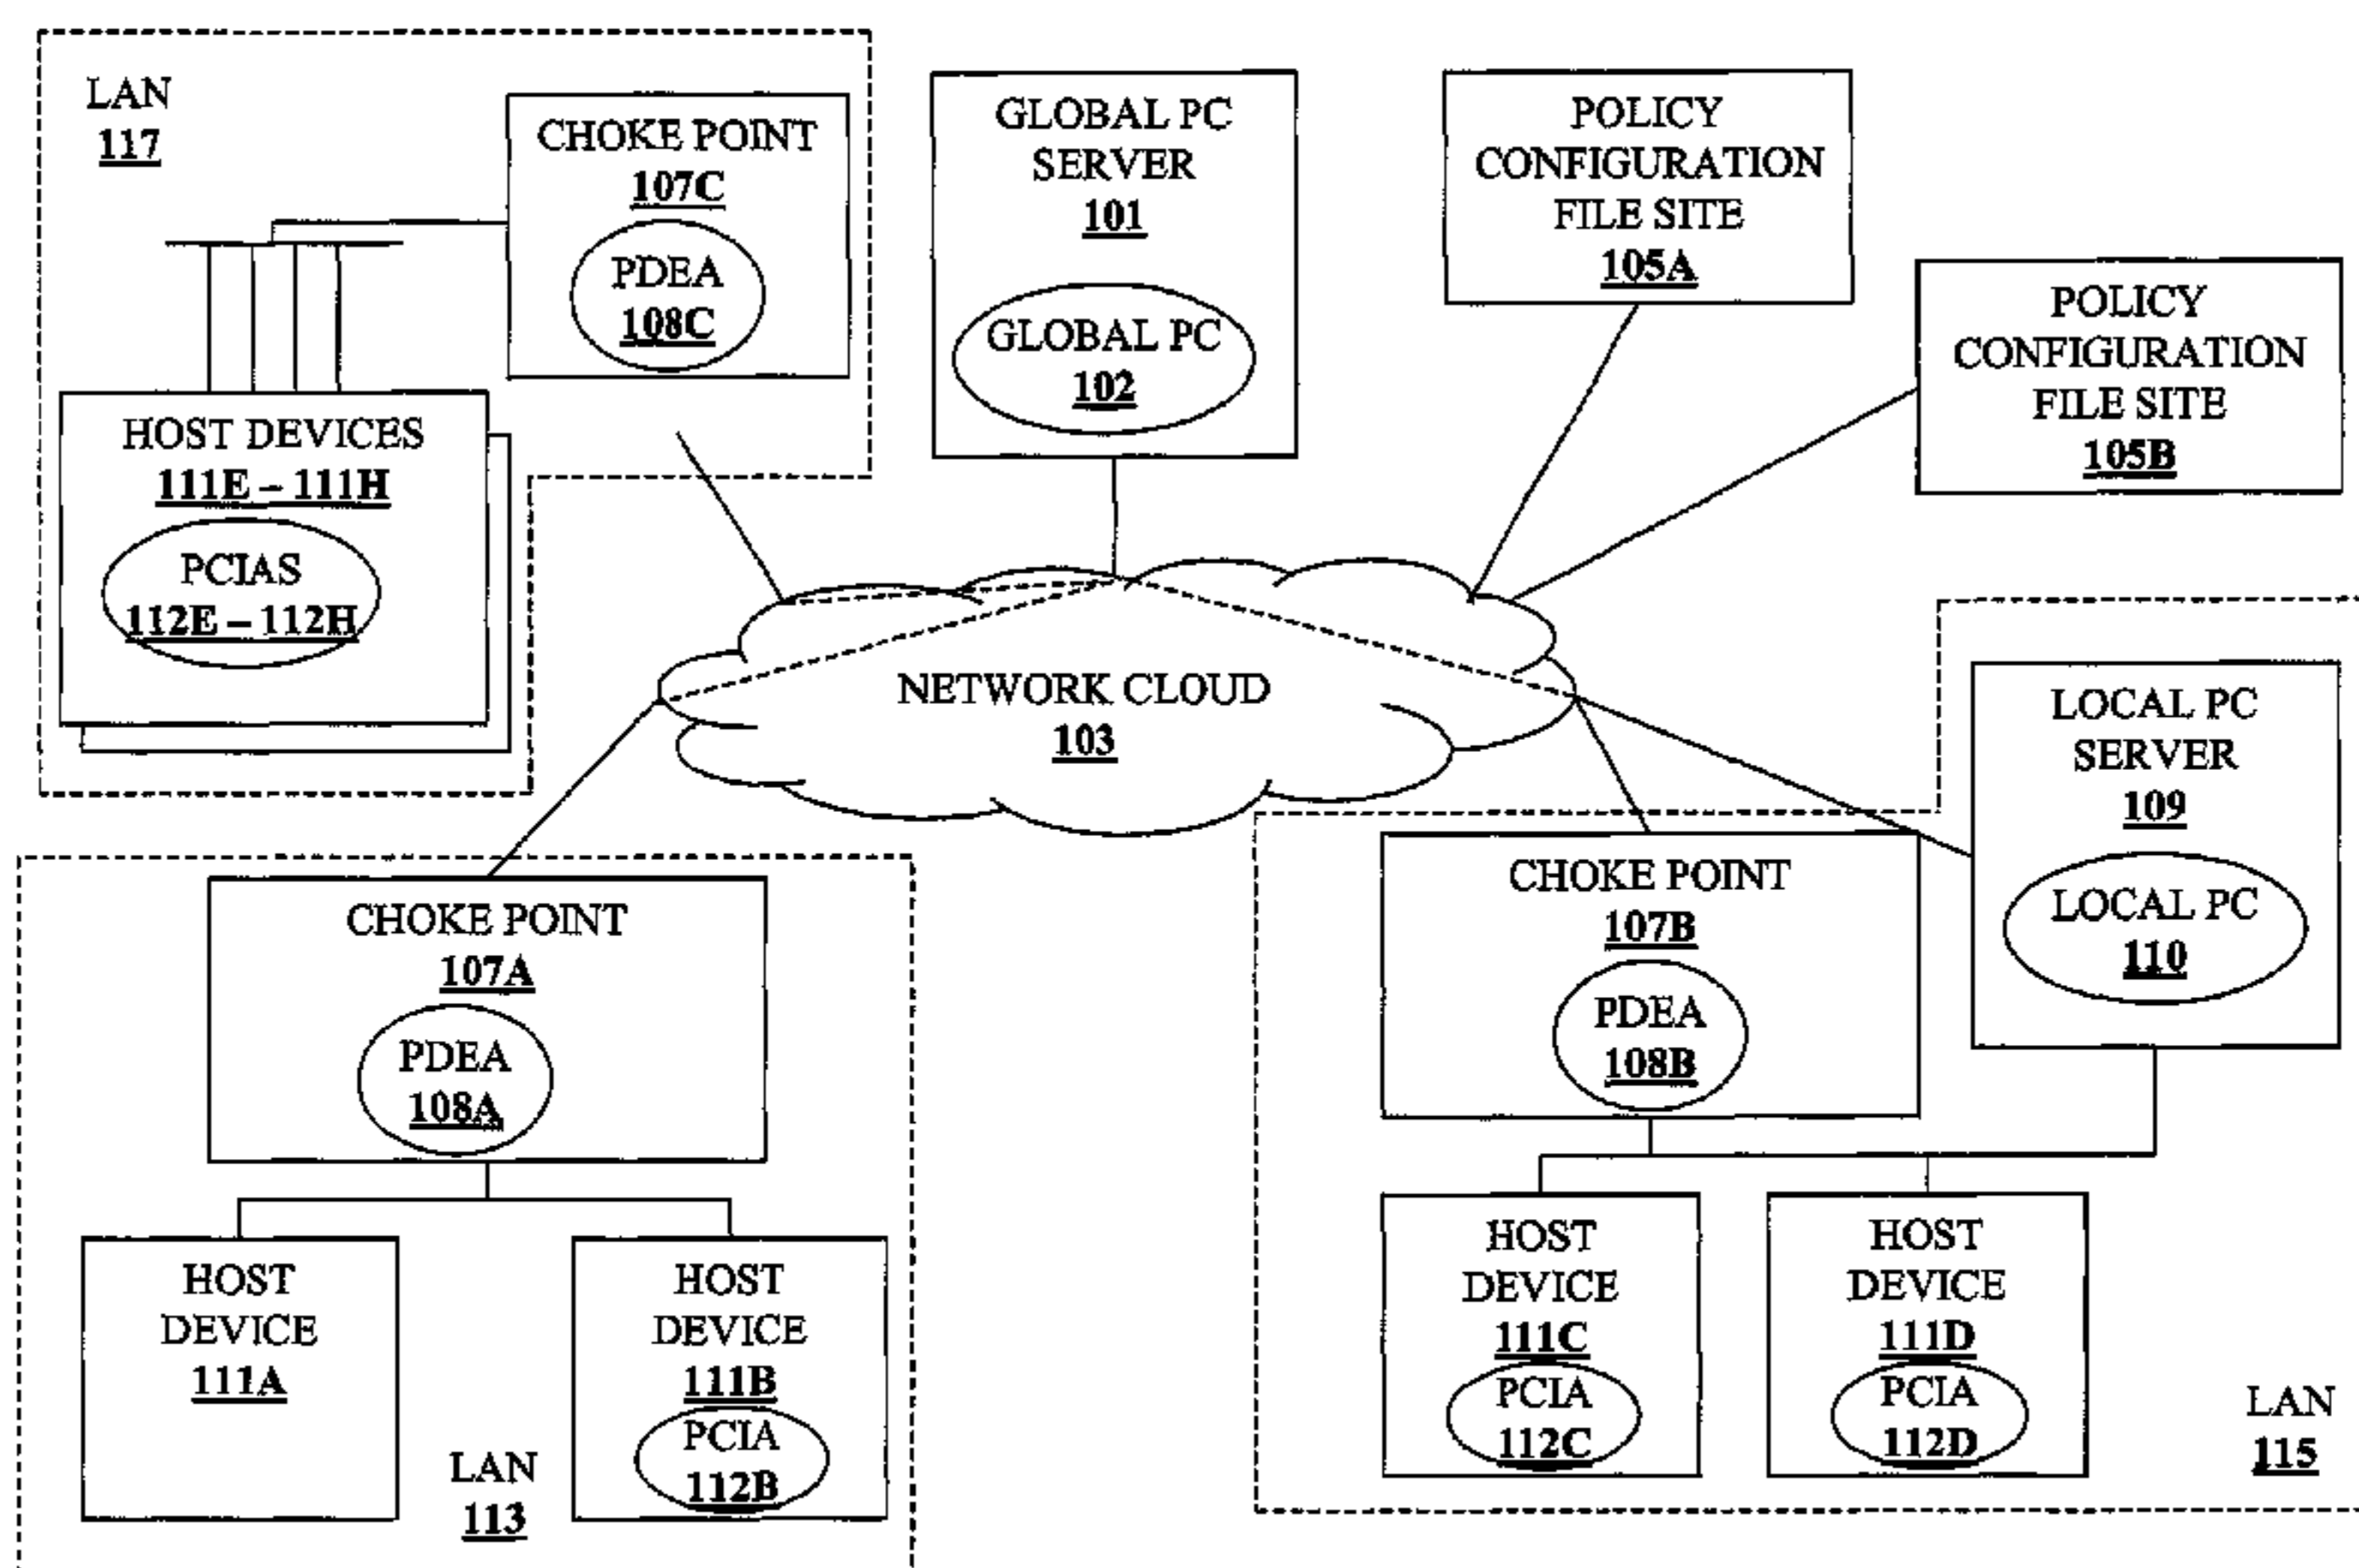 LAN
117
CHOKE POINT
107C
PDEA
108C
HOST DEVICES
111E – 111H
PCIAS
112E – 112H
GLOBAL PC
SERVER
101
GLOBAL PC
102
POLICY
CONFIGURATION
FILE SITE
105A
POLICY
CONFIGURATION
FILE SITE
105B
NETWORK CLOUD
103
LOCAL PC
SERVER
109
LOCAL PC
110
CHOKE POINT
107A
PDEA
108A
HOST
DEVICE
111A
HOST
DEVICE
111B
PCIA
112B
LAN
113
CHOKE POINT
107B
PDEA
108B
HOST
DEVICE
111C
PCIA
112C
HOST
DEVICE
111D
PCIA
112D
LAN
115